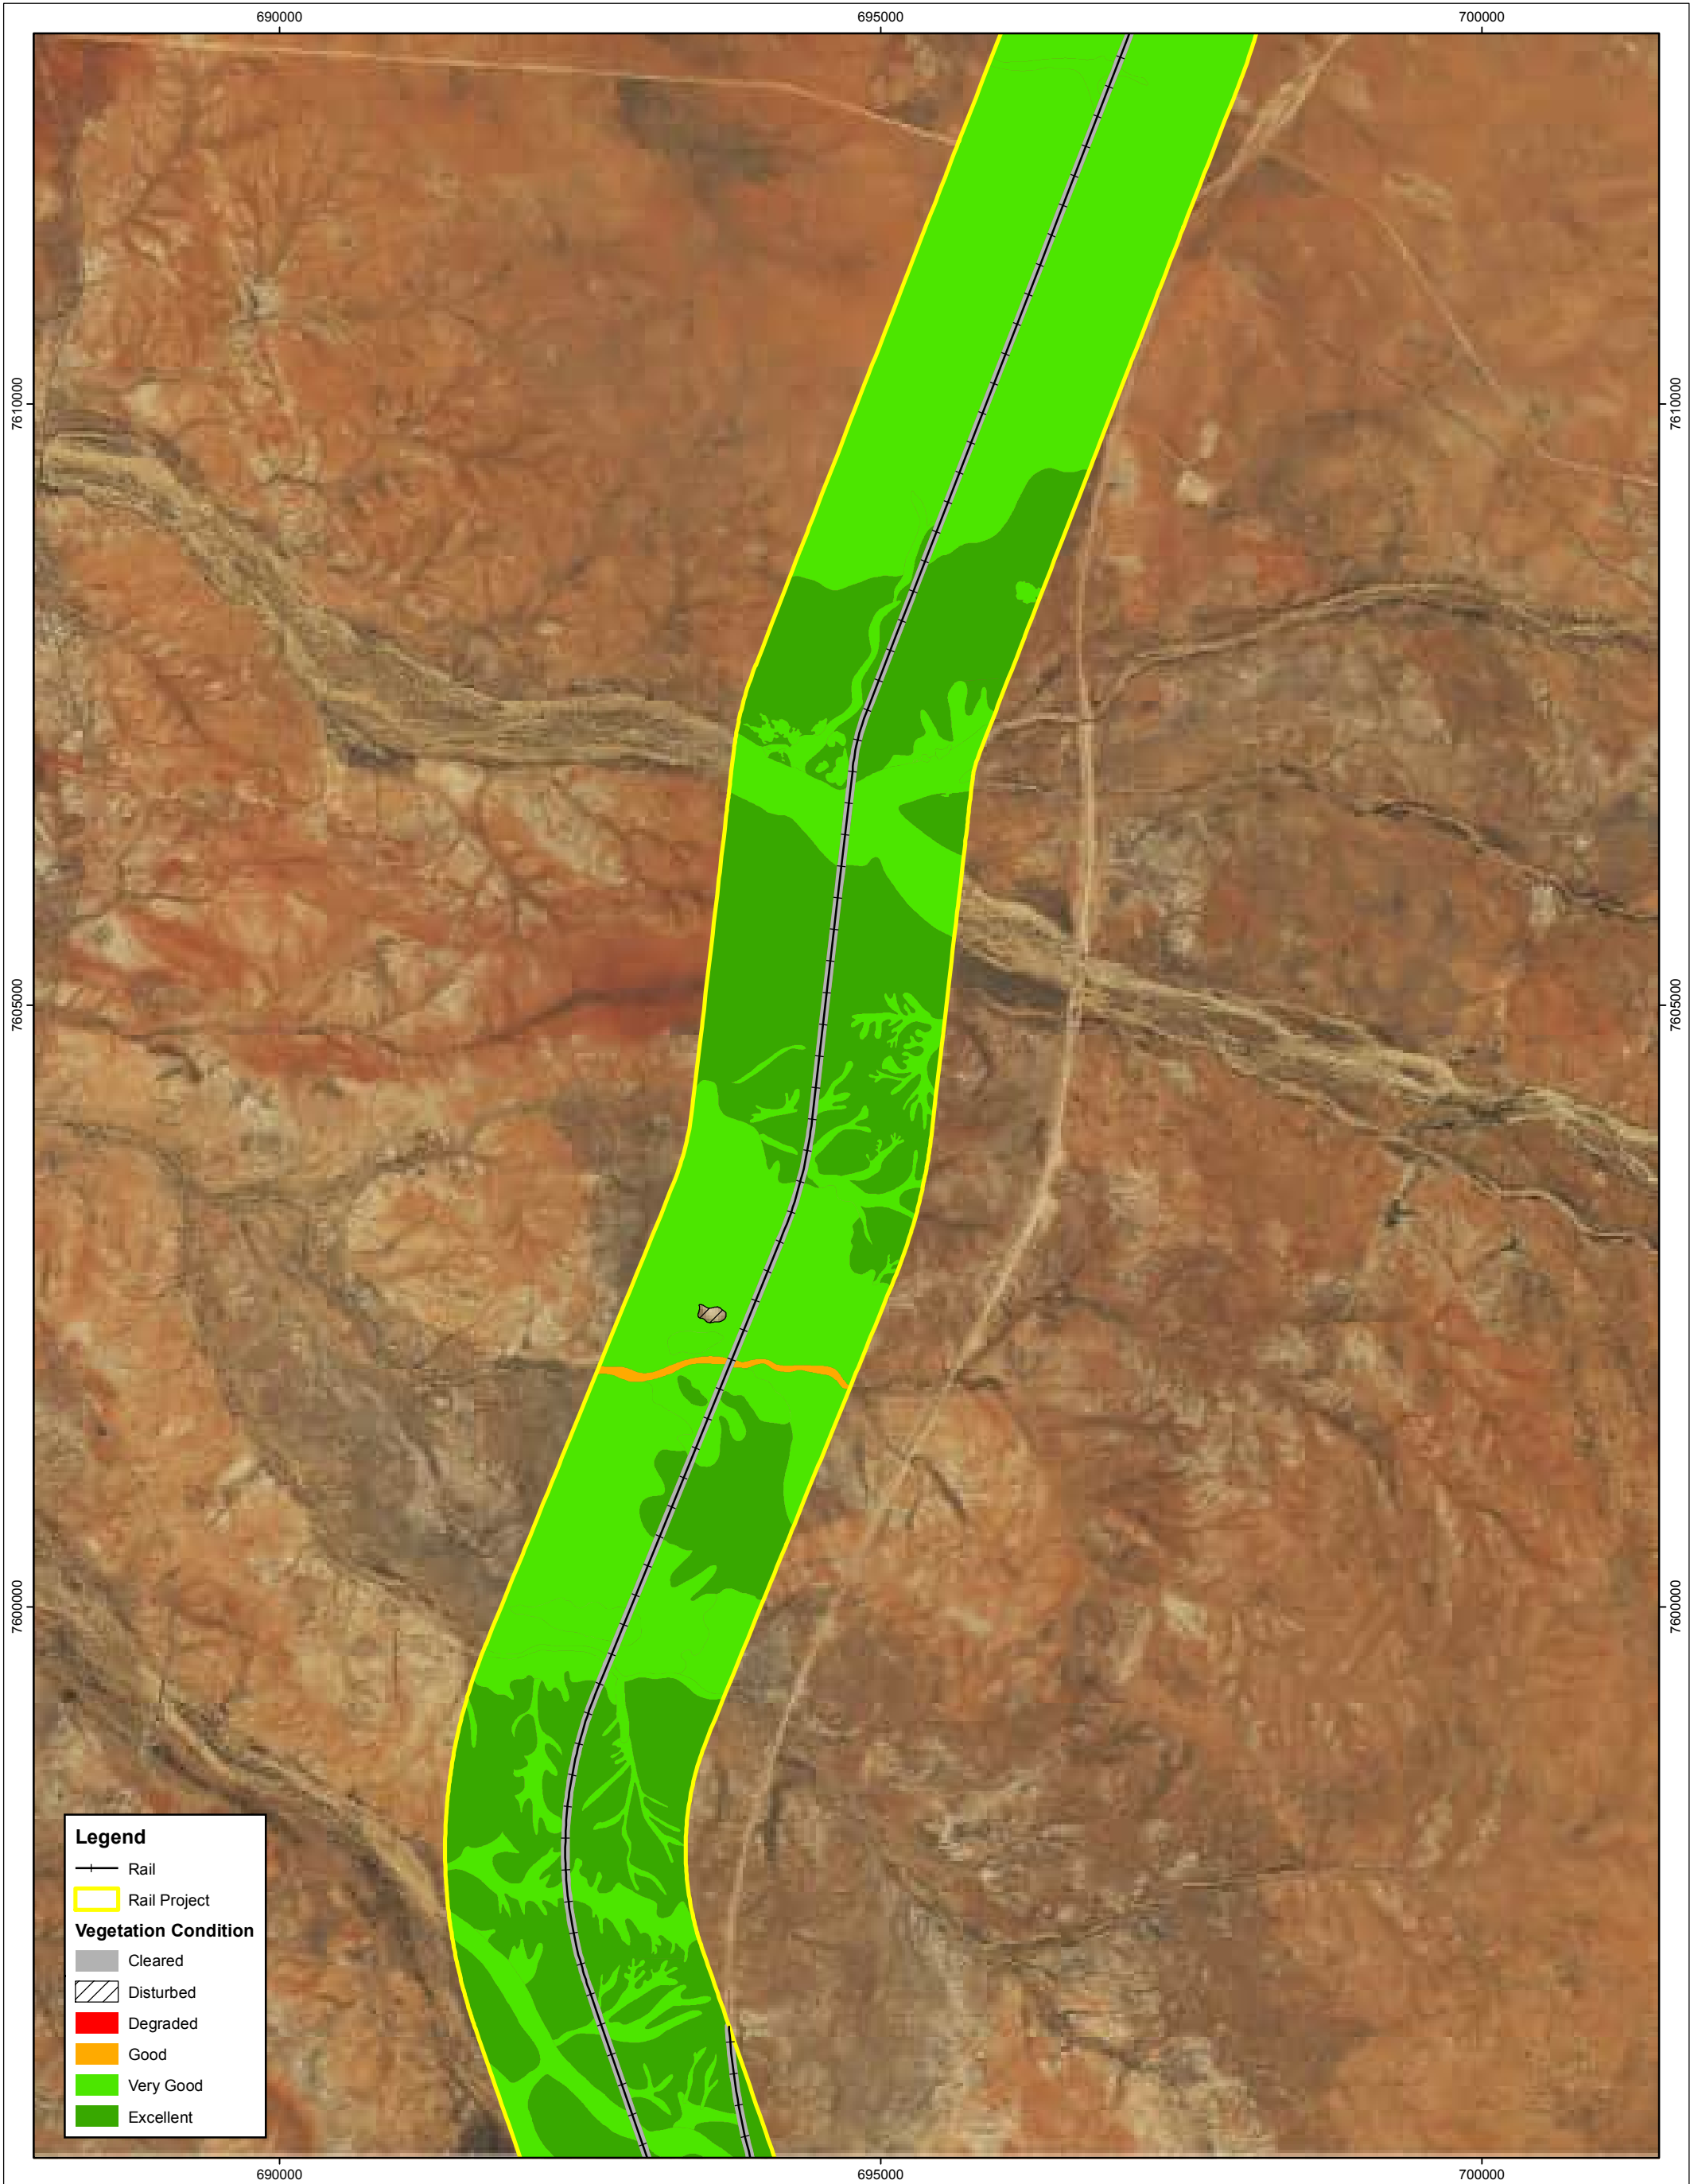 690000 695000 700000
7610000 7610000
7605000 7605000
7600000 7600000
Legend
Rail
Rail Project
Vegetation Condition
Cleared
Disturbed
Degraded
Good
Very Good
Excellent
690000 695000 700000